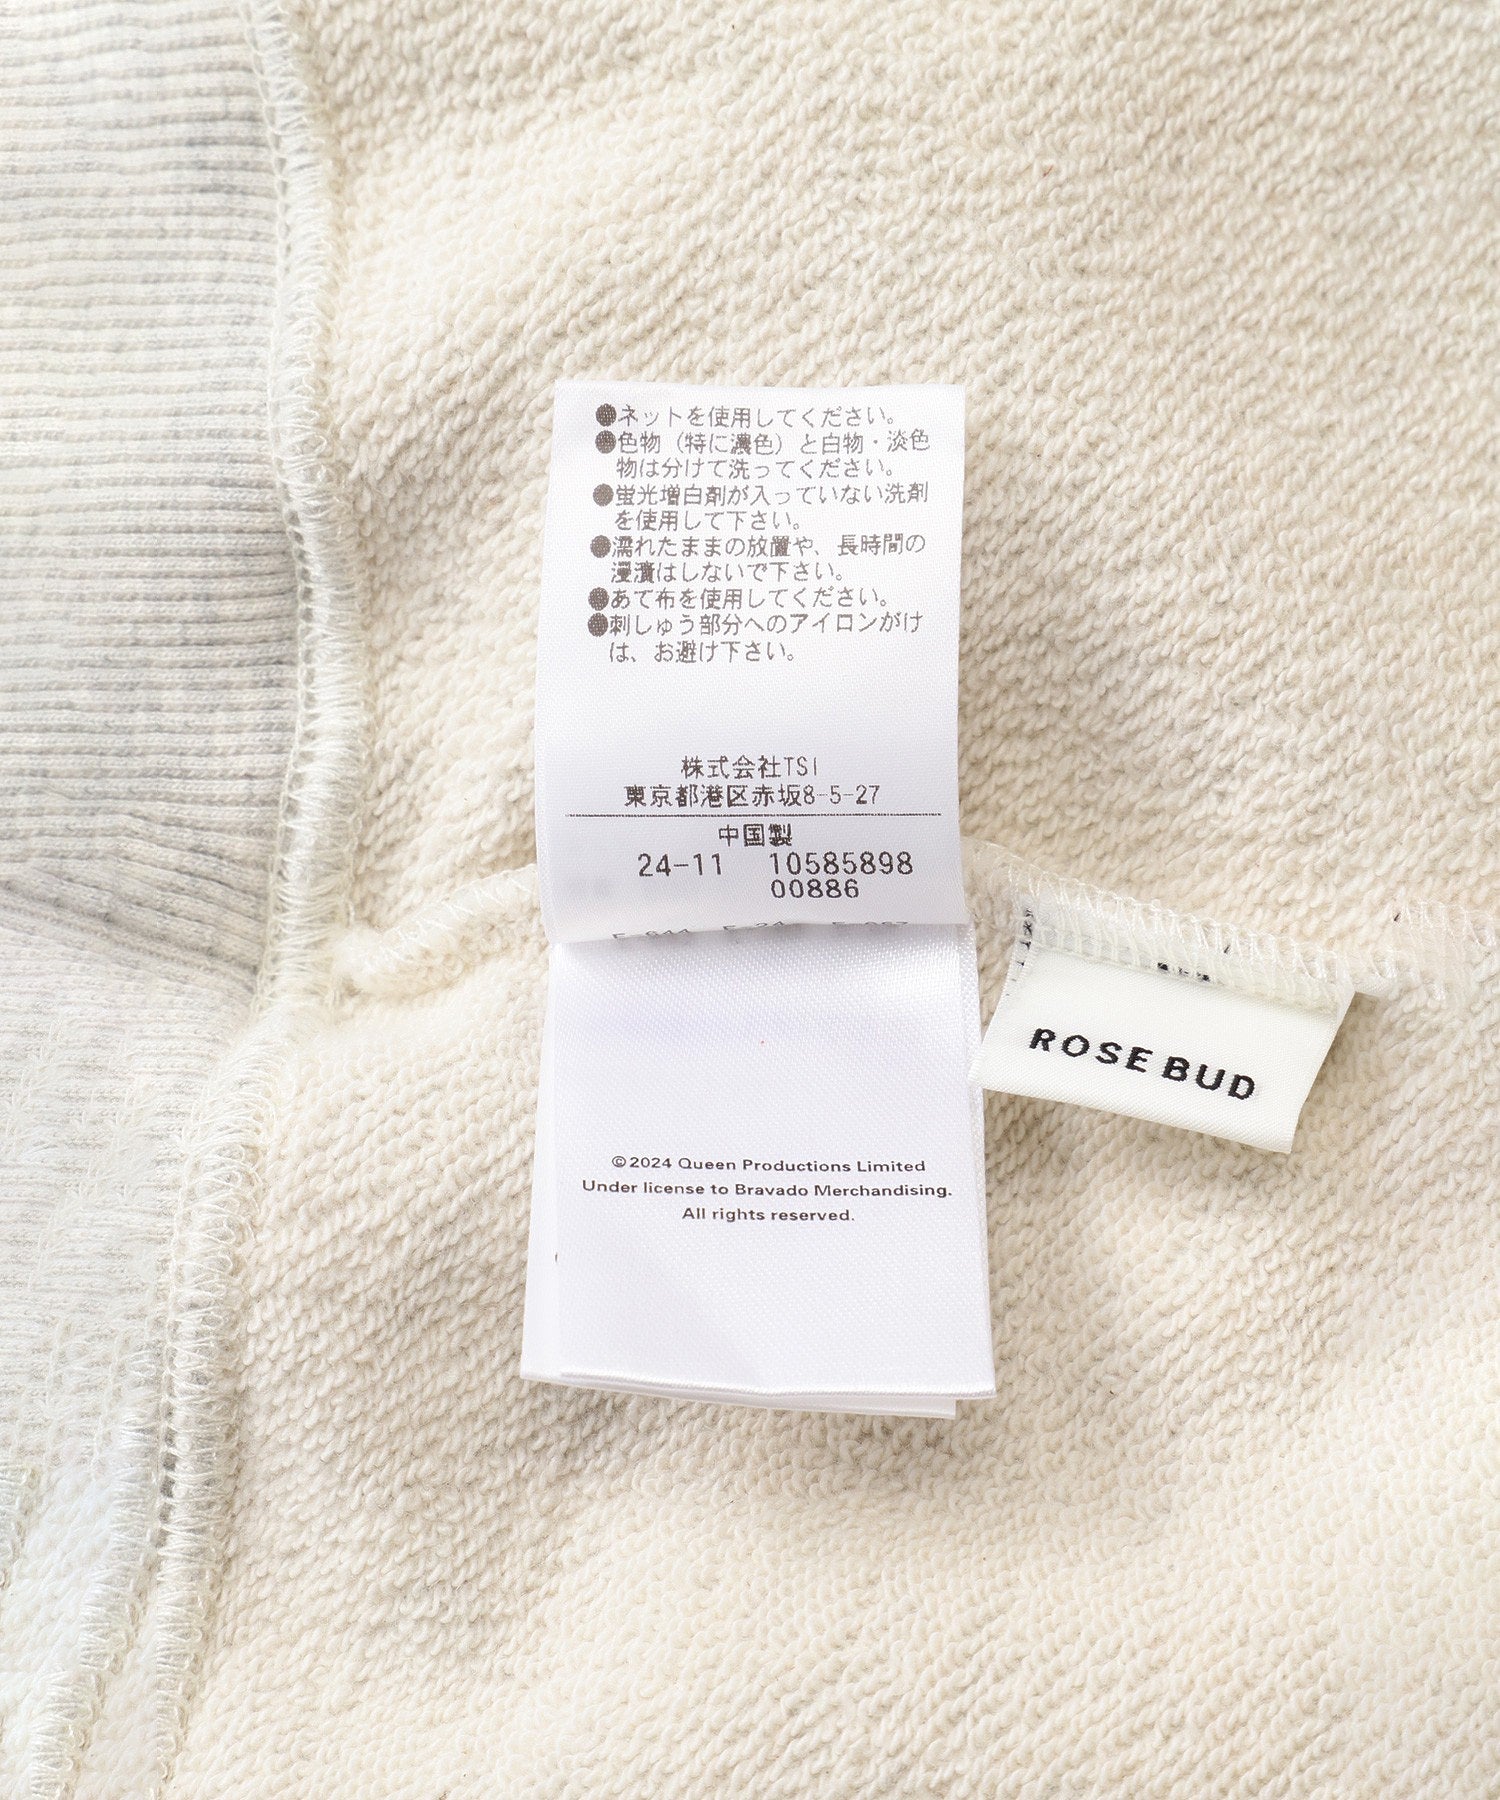 ●ネットを使用してください。
●色物（特に濃色）と白物・淡色
物は分けて洗ってください。
●蛍光増白剤が入っていない洗剤
を使用して下さい。
●濡れたままの放置や、長時間の
浸漬はしないで下さい。
●あて布を使用してください。
●刺しゅう部分へのアイロンがけ
は、お避け下さい。
株式会社TSI
東京都港区赤坂8-5-27
中国製
24-11 10585898
00886
ROSE BUD
©2024 Queen Productions Limited
Under license to Bravado Merchandising.
All rights reserved.